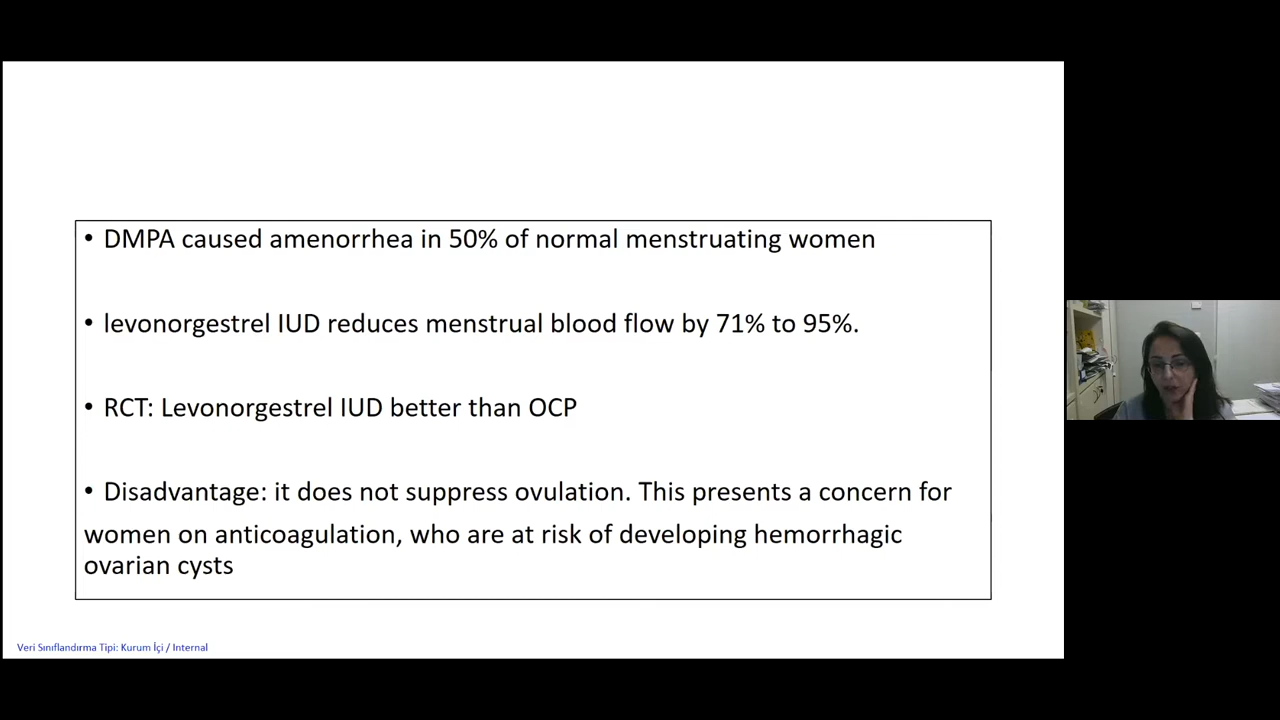 • DMPA caused amenorrhea in 50% of normal menstruating women
• levonorgestrel IUD reduces menstrual blood flow by 71% to 95%.
• RCT: Levonorgestrel IUD better than OCP
• Disadvantage: it does not suppress ovulation. This presents a concern for
women on anticoagulation, who are at risk of developing hemorrhagic
ovarian cysts
Veri Sınıflandırma Tipi: Kurum İçi / Internal